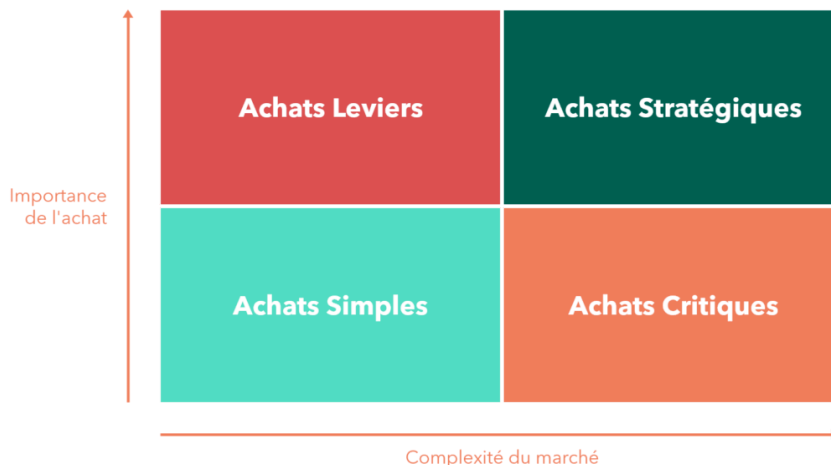 Achats Leviers
Achats Stratégiques
Importance
de l'achat
Achats Simples
Achats Critiques
Complexité du marché